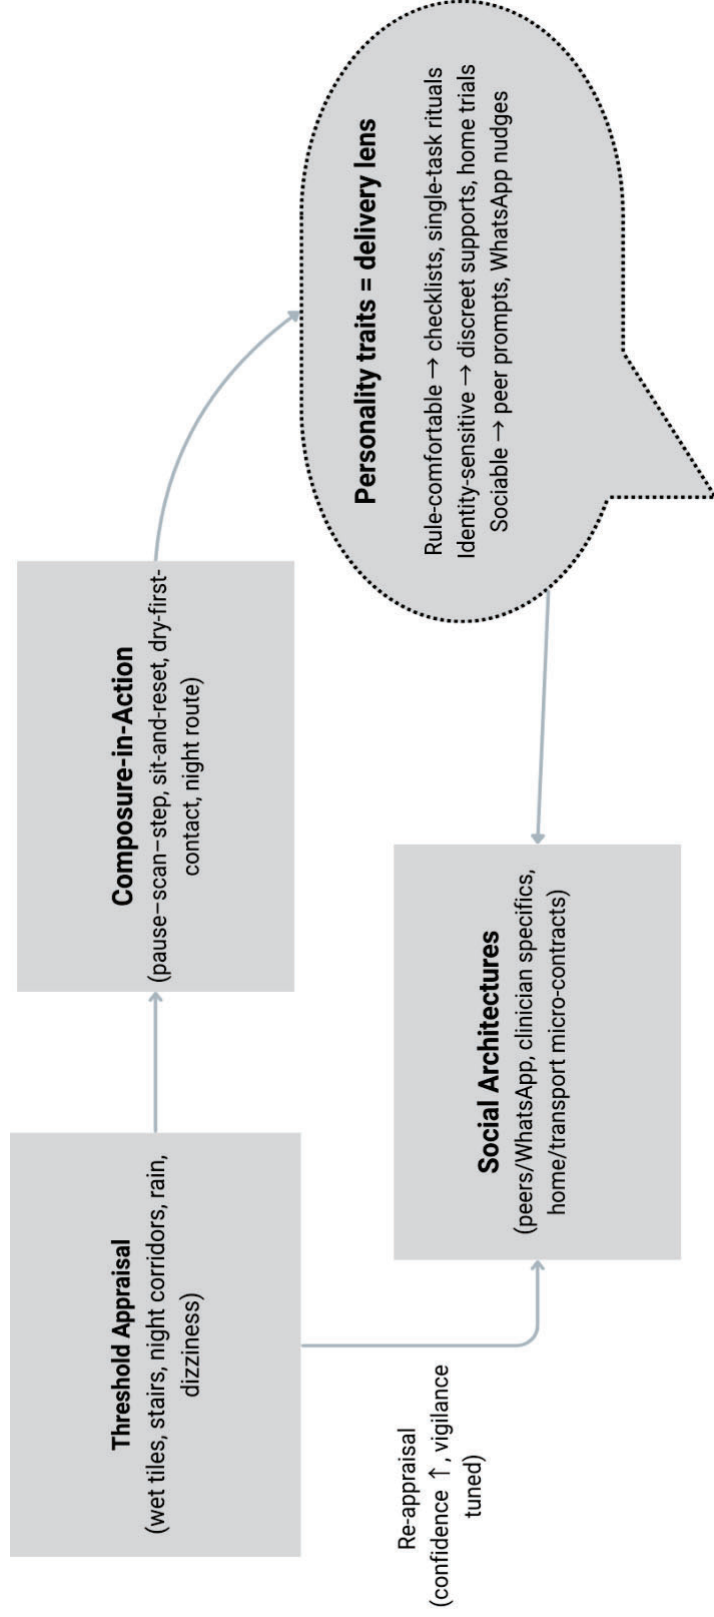 Threshold Appraisal
(wet tiles, stairs, night corridors, rain,
dizziness)
Composure-in-Action
(pause–scan–step, sit-and-reset, dry-first-
contact, night route)
Personality traits = delivery lens
Rule-comfortable → checklists, single-task rituals
Identity-sensitive → discreet supports, home trials
Sociable → peer prompts, WhatsApp nudges
Re-appraisal
(confidence ↑, vigilance
tuned)
Social Architectures
(peers/WhatsApp, clinician specifics,
home/transport micro-contracts)